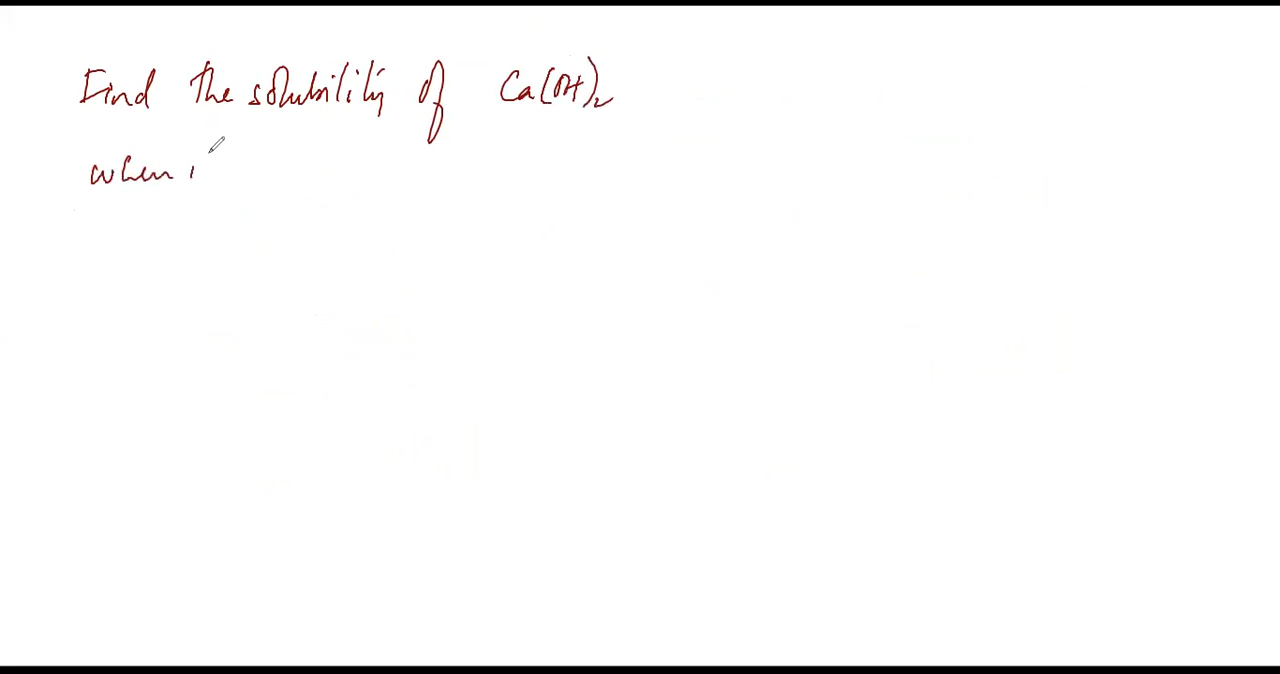 Find the solubility of Ca(OH)₂
when